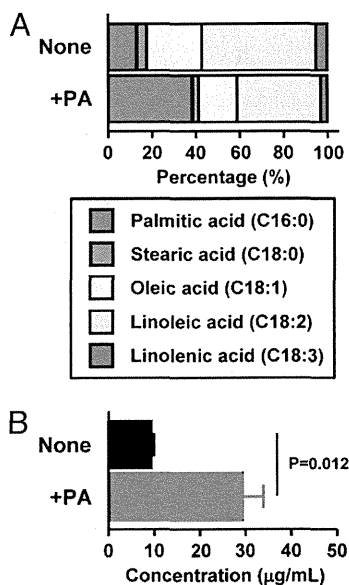 A
None
+PA
0 20 40 60 80 100
Percentage (%)
Palmitic acid (C16:0)
Stearic acid (C18:0)
Oleic acid (C18:1)
Linoleic acid (C18:2)
Linolenic acid (C18:3)
B
None
+PA
P=0.012
0 10 20 30 40 50
Concentration (μg/mL)